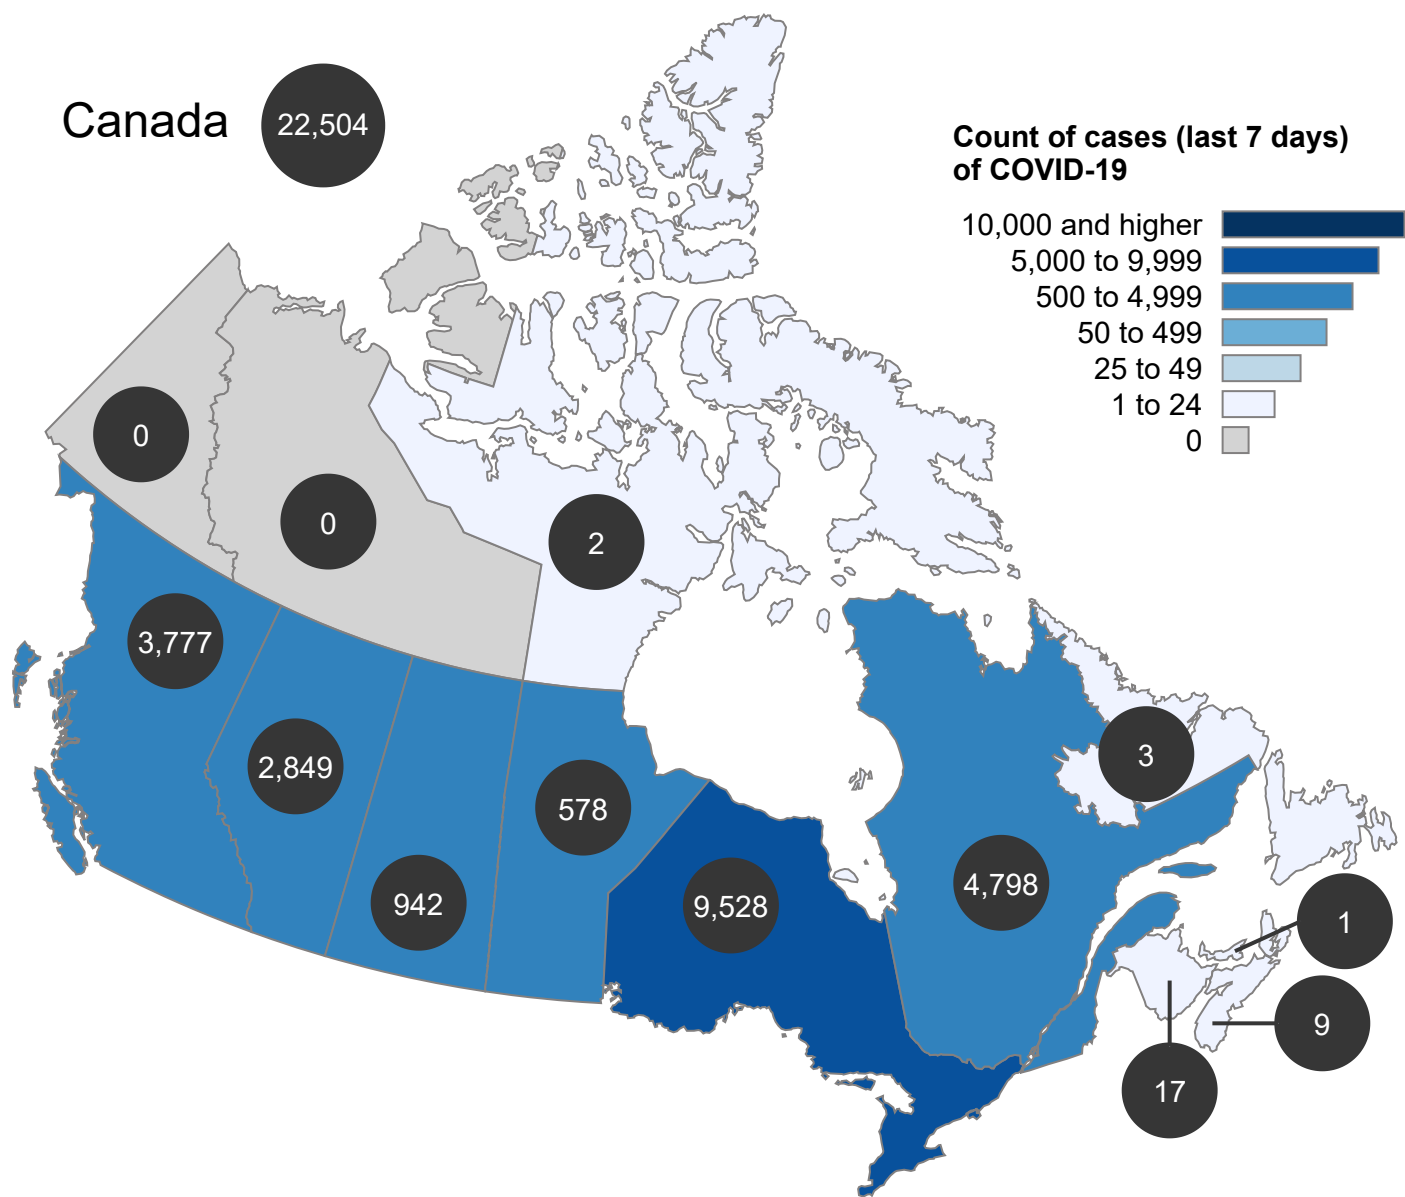 Canada 22,504
Count of cases (last 7 days)
of COVID-19
10,000 and higher
5,000 to 9,999
500 to 4,999
50 to 499
25 to 49
1 to 24
0
0
0
2
3,777
2,849
942
578
9,528
4,798
3
1
9
17